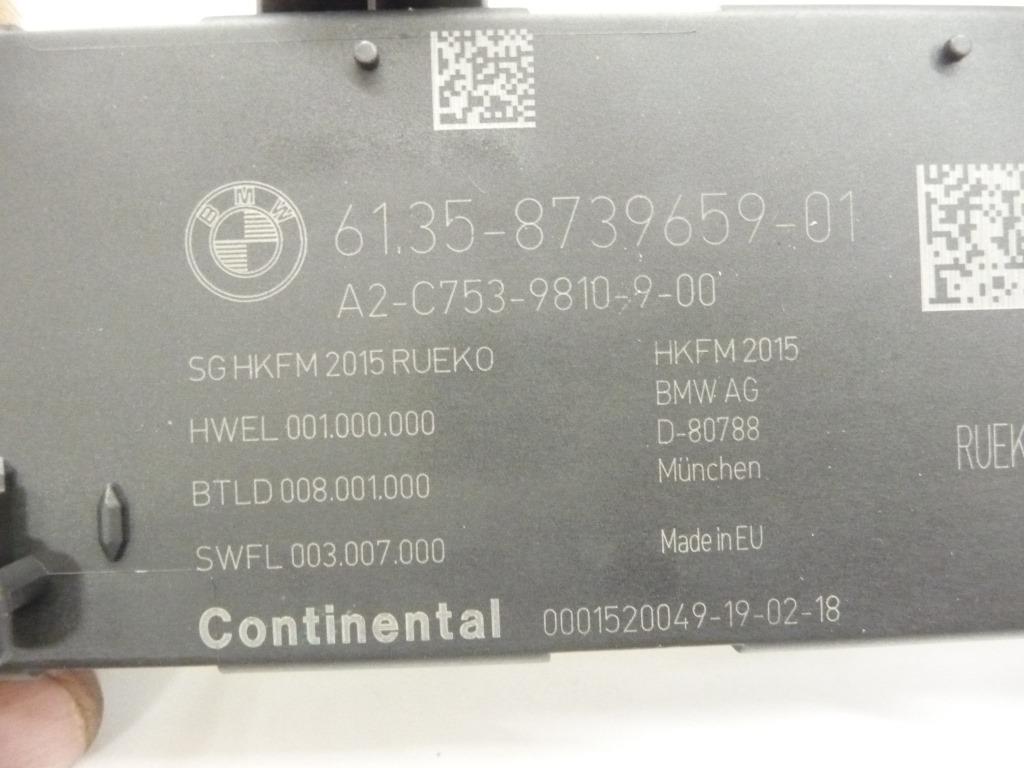 BMW
61.35-8739659-01
A2-C753-9810-9-00
SG HKFM 2015 RUEKO
HWEL 001.000.000
BTLD 008.001.000
SWFL 003.007.000
HKFM 2015
BMW AG
D-80788
München
Made in EU
RUEK
Continental 0001520049-19-02-18